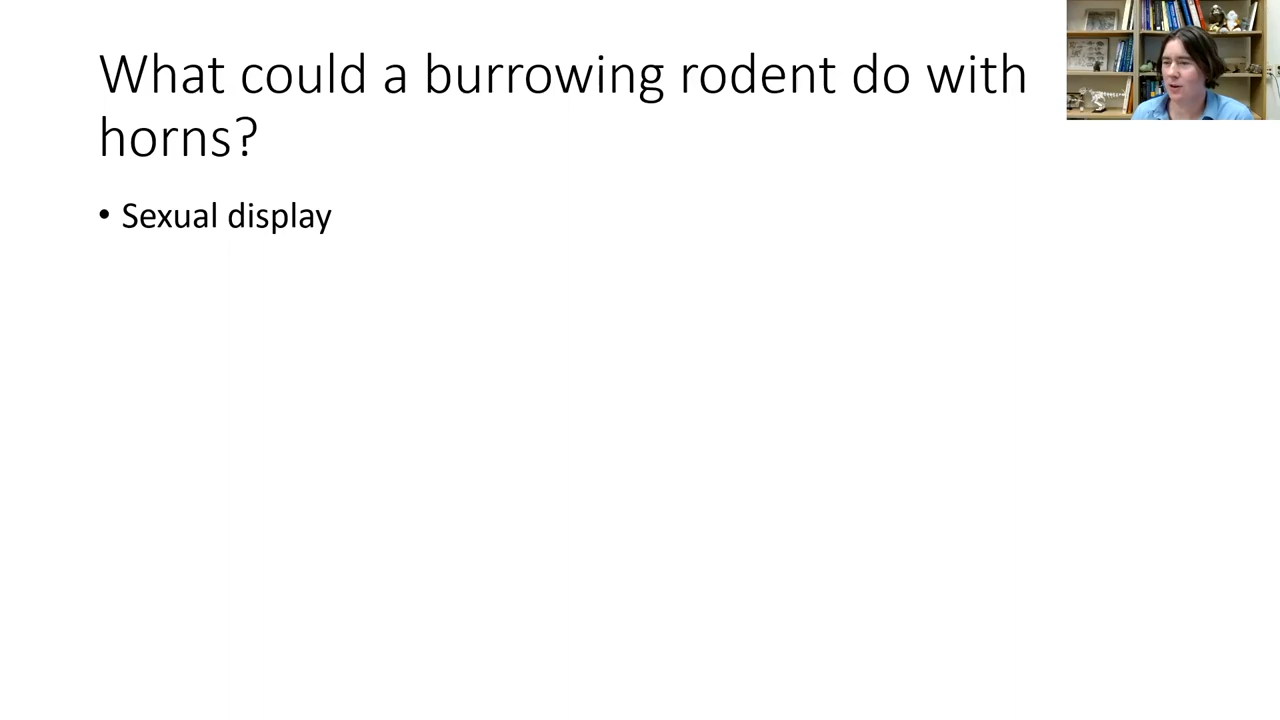 What could a burrowing rodent do with
horns?
• Sexual display